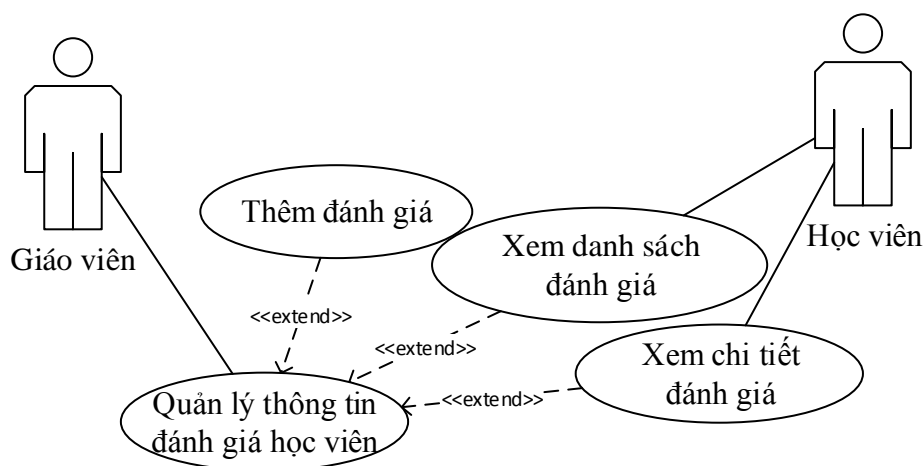 Giáo viên
Học viên
Thêm đánh giá
Xem danh sách
đánh giá
<<extend>>
<<extend>>
Xem chi tiết
đánh giá
<<extend>>
Quản lý thông tin
đánh giá học viên